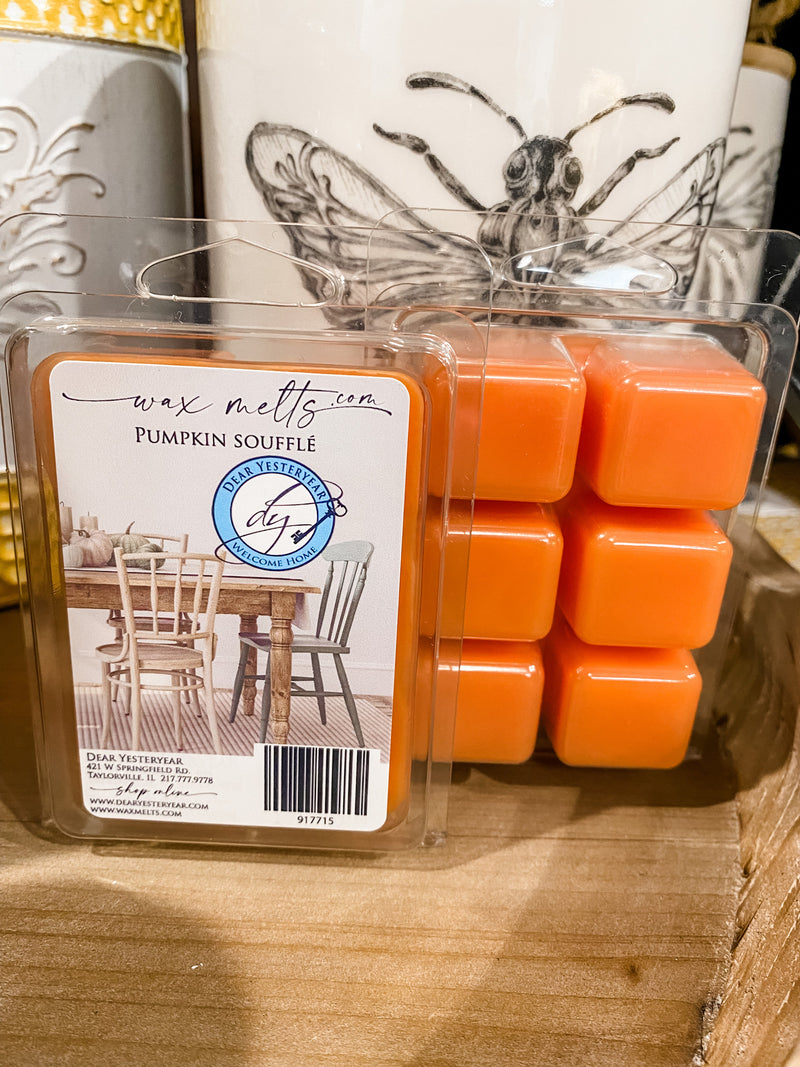 wax melts.com
PUMPKIN SOUFFLÉ
DEAR YESTERYEAR
dy
WELCOME HOME
DEAR YESTERYEAR
421 W SPRINGFIELD RD.
TAYLORVILLE, IL 217.777.9778
shop online
WWW.DEARYESTERYEAR.COM
WWW.WAXMELTS.COM
917715